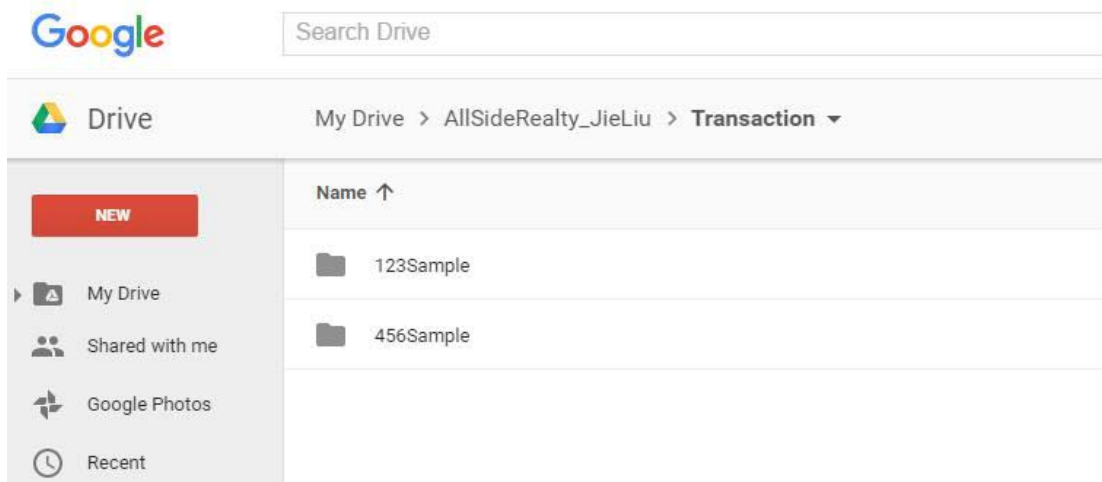 Google
Search Drive
Drive
My Drive > AllSideRealty_JieLiu > Transaction
NEW
Name
My Drive
123Sample
Shared with me
456Sample
Google Photos
Recent